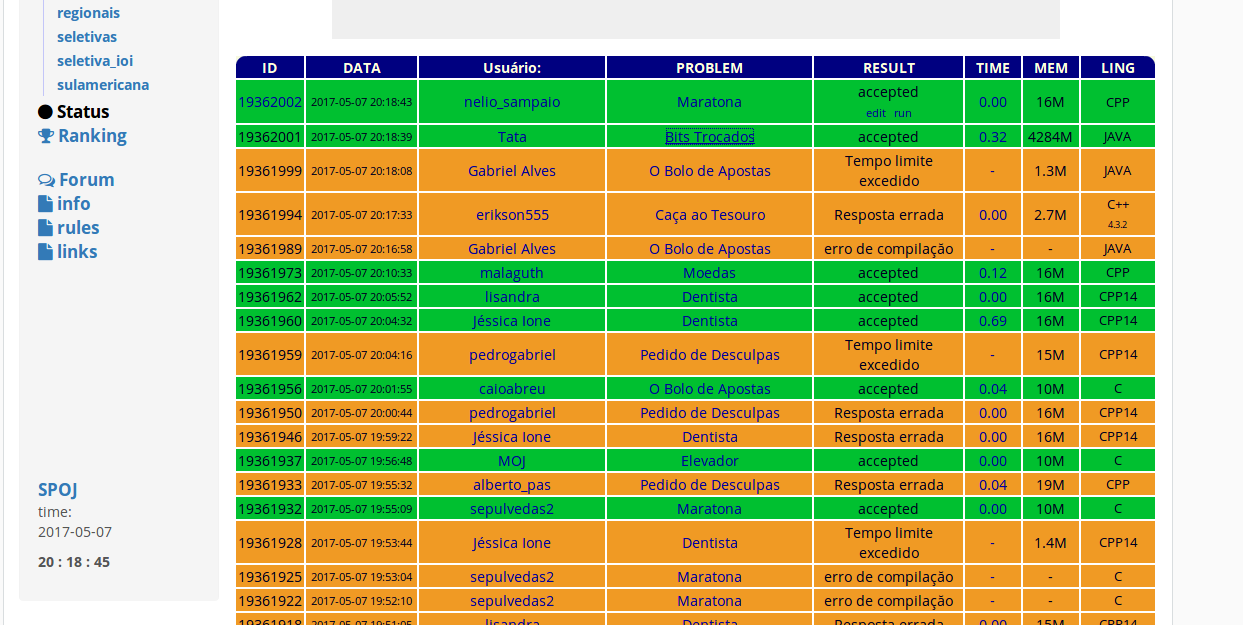 regionais
seletivas
seletiva_ioi
sulamericana
Status
Ranking
Forum
info
rules
links
SPOJ
time:
2017-05-07
20 : 18 : 45
ID DATA Usuário: PROBLEM RESULT TIME MEM LING
19362002 2017-05-07 20:18:43 nelio_sampaio Maratona accepted 0.00 16M CPP
edit run
19362001 2017-05-07 20:18:39 Tata Bits Trocados accepted 0.32 4284M JAVA
19361999 2017-05-07 20:18:08 Gabriel Alves O Bolo de Apostas Tempo limite - 1.3M JAVA
excedido
19361994 2017-05-07 20:17:33 erikson555 Caça ao Tesouro Resposta errada 0.00 2.7M C++
4.3.2
19361989 2017-05-07 20:16:58 Gabriel Alves O Bolo de Apostas erro de compilação - - JAVA
19361973 2017-05-07 20:10:33 malaguth Moedas accepted 0.12 16M CPP
19361962 2017-05-07 20:05:52 lisandra Dentista accepted 0.00 16M CPP14
19361960 2017-05-07 20:04:32 Jéssica Ione Dentista accepted 0.69 16M CPP14
19361959 2017-05-07 20:04:16 pedrogabriel Pedido de Desculpas Tempo limite - 15M CPP14
excedido
19361956 2017-05-07 20:01:55 caioabreu O Bolo de Apostas accepted 0.04 10M C
19361950 2017-05-07 20:00:44 pedrogabriel Pedido de Desculpas Resposta errada 0.00 16M CPP14
19361946 2017-05-07 19:59:22 Jéssica Ione Dentista Resposta errada 0.00 16M CPP14
19361937 2017-05-07 19:56:48 MOJ Elevador accepted 0.00 10M C
19361933 2017-05-07 19:55:32 alberto_pas Pedido de Desculpas Resposta errada 0.04 19M CPP
19361932 2017-05-07 19:55:09 sepulvedas2 Maratona accepted 0.00 10M C
19361928 2017-05-07 19:53:44 Jéssica Ione Dentista Tempo limite - 1.4M CPP14
excedido
19361925 2017-05-07 19:53:04 sepulvedas2 Maratona erro de compilação - - C
19361922 2017-05-07 19:52:10 sepulvedas2 Maratona erro de compilação - - C
19361918 2017-05-07 19:51:05 lisandra Dentista Resposta errada 0.00 15M CPP14